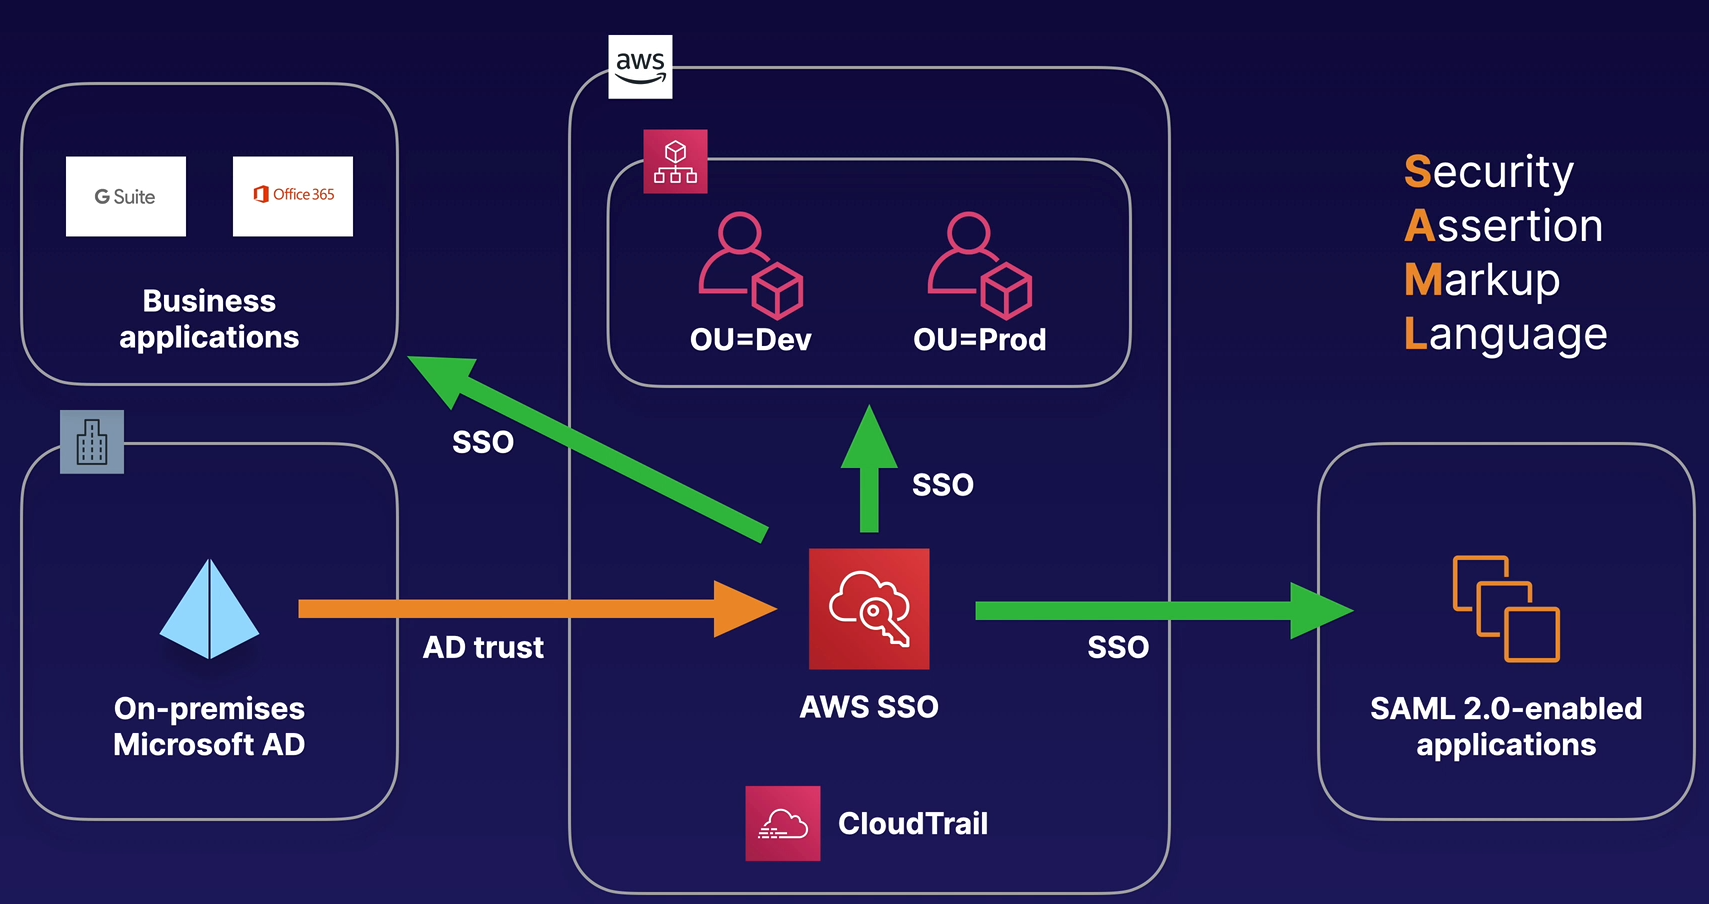 aws
G Suite
Office 365
Business
applications
OU=Dev
OU=Prod
Security
Assertion
Markup
Language
SSO
SSO
AD trust
SSO
On-premises
Microsoft AD
AWS SSO
SAML 2.0-enabled
applications
CloudTrail